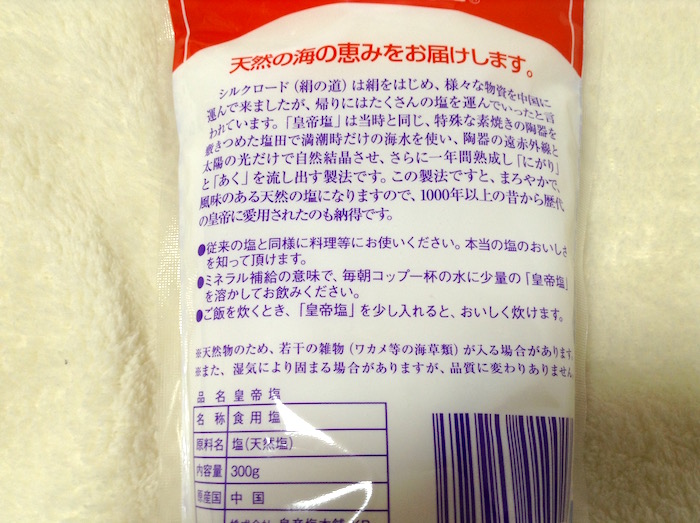 天然の海の恵みをお届けします。
シルクロード（絹の道）は絹をはじめ、様々な物資を中国に
運んで来ましたが、帰りにはたくさんの塩を運んでいったと言
われています。「皇帝塩」は当時と同じ、特殊な素焼きの陶器を
敷きつめた塩田で満潮時だけの海水を使い、陶器の遠赤外線と
太陽の光だけで自然結晶させ、さらに一年間熟成し「にがり」
と「あく」を流し出す製法です。この製法ですと、まろやかで、
風味のある天然の塩になりますので、1000年以上の昔から歴代
の皇帝に愛用されたのも納得です。
●従来の塩と同様に料理等にお使いください。本当の塩のおいしさ
を知って頂けます。
●ミネラル補給の意味で、毎朝コップ一杯の水に少量の「皇帝塩」
を溶かしてお飲みください。
●ご飯を炊くとき、「皇帝塩」を少し入れると、おいしく炊けます。
※天然物のため、若干の雑物（ワカメ等の海草類）が入る場合があります。
※また、湿気により固まる場合がありますが、品質に変わりありません
品 名 皇帝塩
名 称 食用塩
原料名 塩（天然塩）
内容量 300g
原産国 中 国
株式会社 皇帝塩本舗